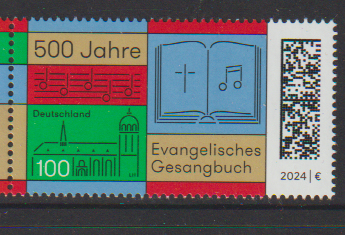 500 Jahre
Deutschland
100
Evangelisches
Gesangbuch
2024 | €